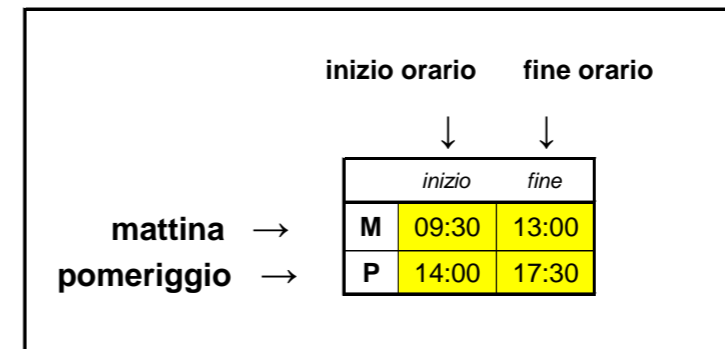 inizio orario fine orario
↓ ↓
inizio fine
mattina → M 09:30 13:00
pomeriggio → P 14:00 17:30